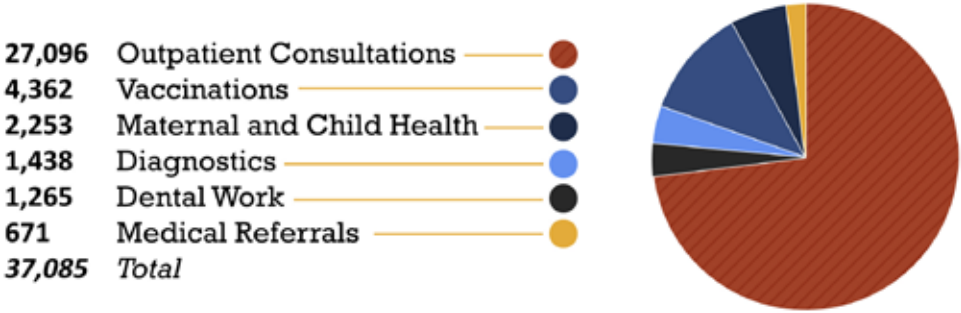 27,096 Outpatient Consultations
4,362 Vaccinations
2,253 Maternal and Child Health
1,438 Diagnostics
1,265 Dental Work
671 Medical Referrals
37,085 Total